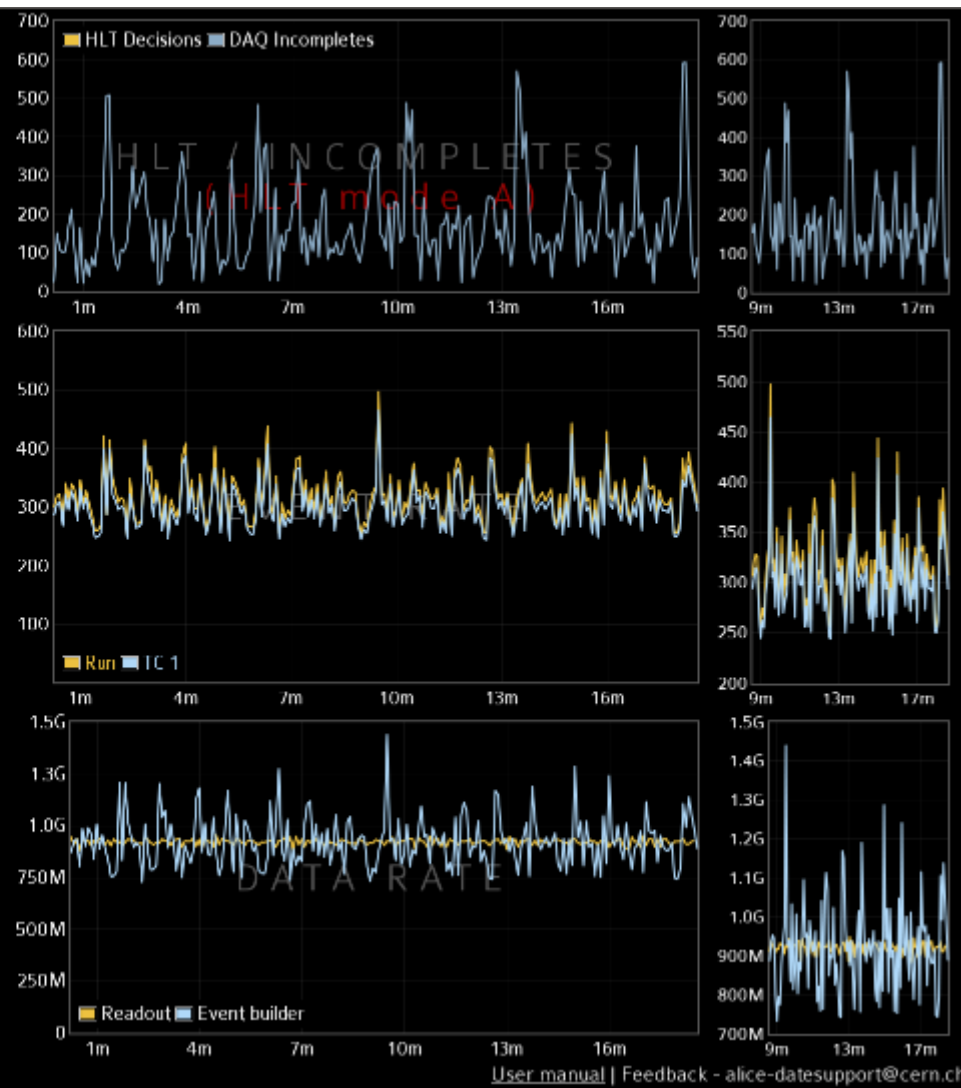 700
600
500
400
300
200
100
0
HLT Decisions DAQ Incompletes
HLT / INCOMPLETES
(HLT mode A)
1m 4m 7m 10m 13m 16m
700
600
500
400
300
200
100
0
9m 13m 17m
600
500
400
300
200
100
EVENT RATE
Run TC 1
1m 4m 7m 10m 13m 16m
550
500
450
400
350
300
250
200
9m 13m 17m
1.5G
1.3G
1.0G
750M
500M
250M
0
DATA RATE
Readout Event builder
1m 4m 7m 10m 13m 16m
1.5G
1.4G
1.3G
1.2G
1.1G
1.0G
900M
800M
700M
9m 13m 17m
User manual | Feedback - alice-datesupport@cern.ch